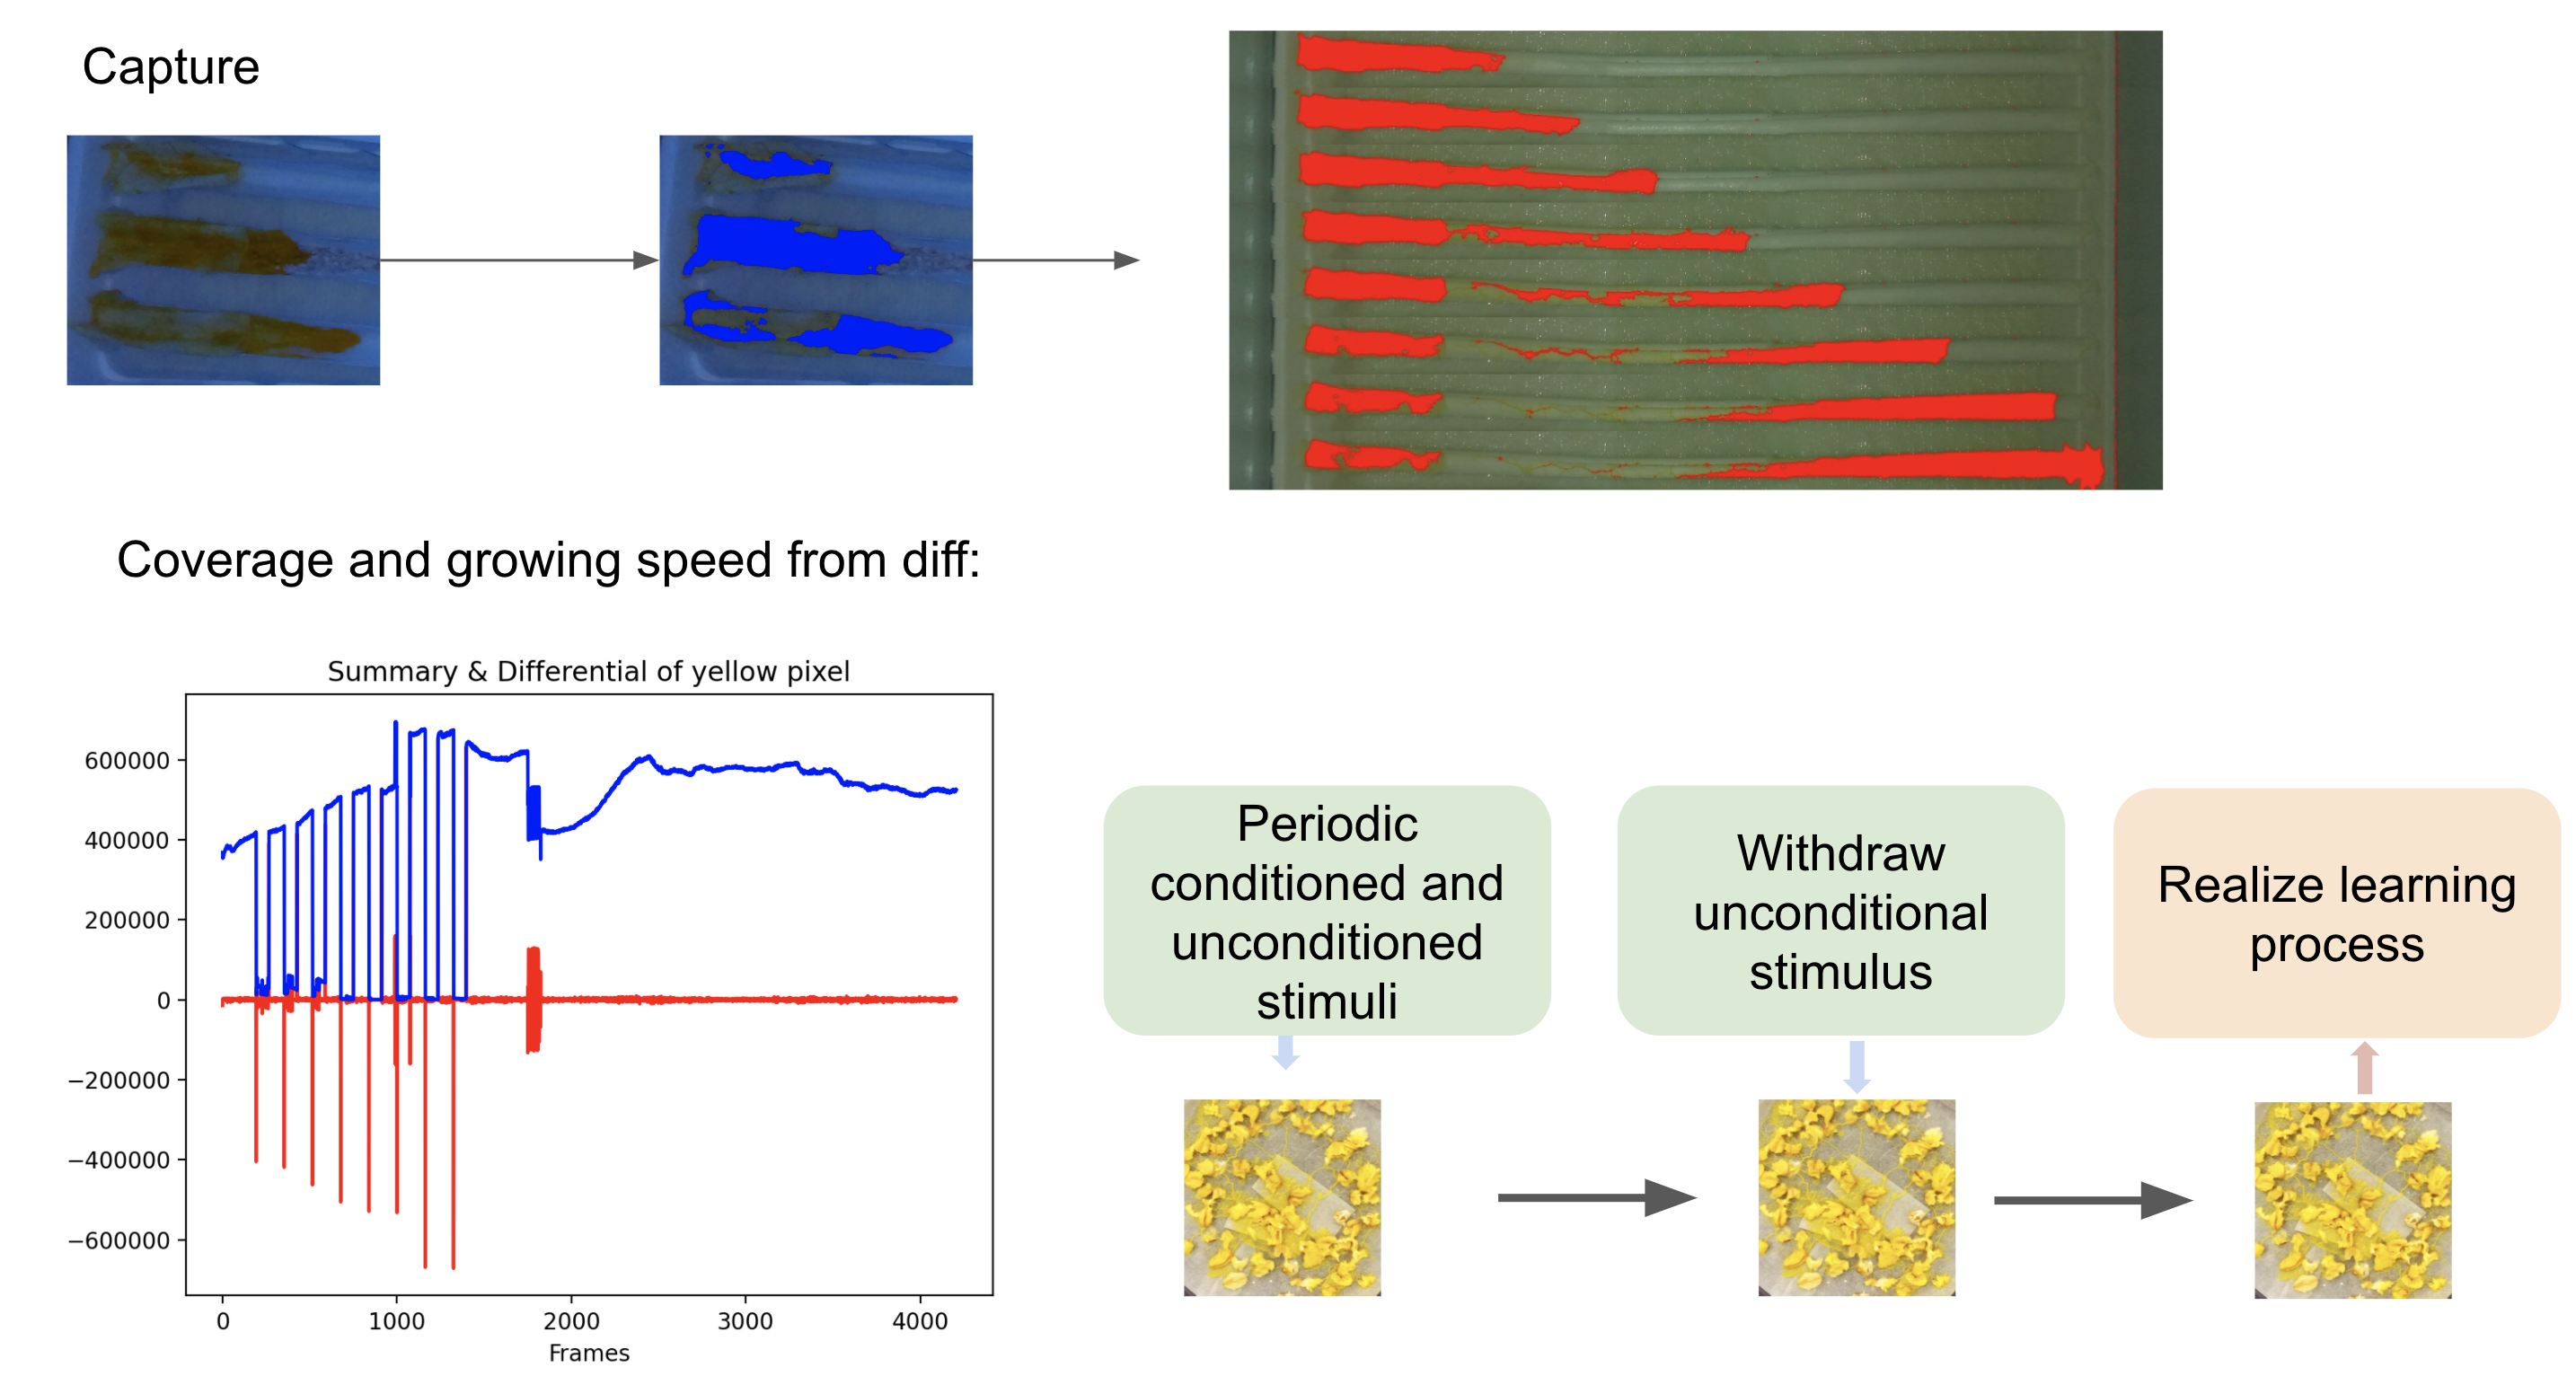 Capture
Coverage and growing speed from diff:
Summary & Differential of yellow pixel
600000
400000
200000
0
−200000
−400000
−600000
0
1000
2000
3000
4000
Frames
Periodic
conditioned and
unconditioned
stimuli
Withdraw
unconditional
stimulus
Realize learning
process